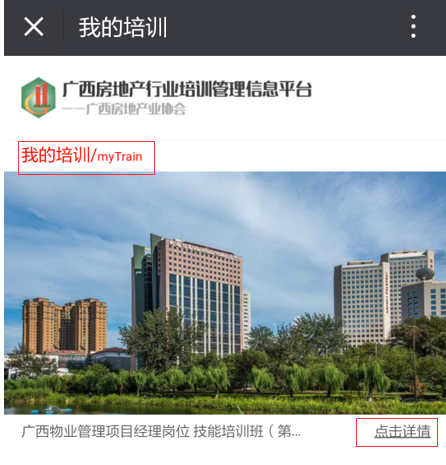 我的培训
广西房地产行业培训管理信息平台
——广西房地产业协会
我的培训/myTrain
广西物业管理项目经理岗位 技能培训班（第...
点击详情